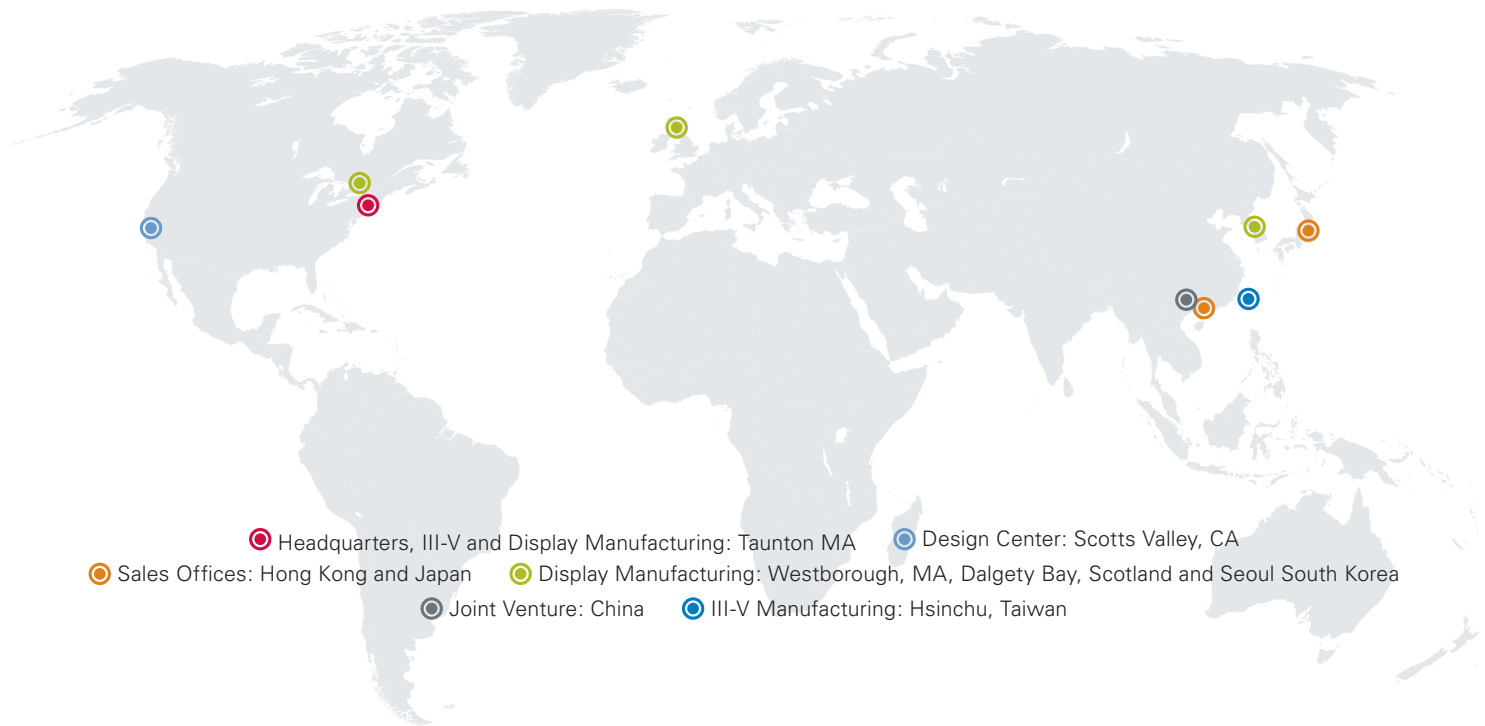 Headquarters, III-V and Display Manufacturing: Taunton MA Design Center: Scotts Valley, CA
Sales Offices: Hong Kong and Japan Display Manufacturing: Westborough, MA, Dalgety Bay, Scotland and Seoul South Korea
Joint Venture: China III-V Manufacturing: Hsinchu, Taiwan